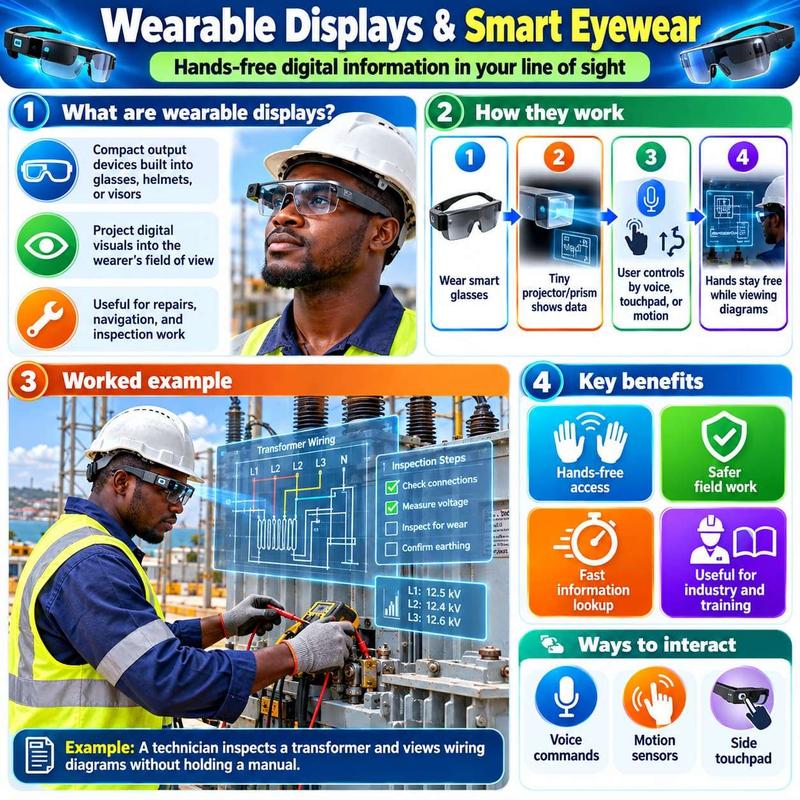 Wearable Displays & Smart Eyewear
Hands-free digital information in your line of sight
1 What are wearable displays?
Compact output
devices built into
glasses, helmets,
or visors
Project digital
visuals into the
wearer's field of view
Useful for repairs,
navigation, and
inspection work
2 How they work
1
Wear smart
glasses
2
Tiny
projector/prism
shows data
3
User controls
by voice,
touchpad, or
motion
4
Hands stay free
while viewing
diagrams
3 Worked example
Transformer Wiring
L1 L2 L2 L3 N
Inspection Steps
Check connections
Measure voltage
Inspect for wear
Confirm earthing
L1: 12.5 kV
L2: 12.4 kV
L3: 12.6 kV
Example: A technician inspects a transformer and views wiring
diagrams without holding a manual.
4 Key benefits
Hands-free
access
Safer
field work
Fast
information
lookup
Useful for
industry and
training
Ways to interact
Voice
commands
Motion
sensors
Side
touchpad